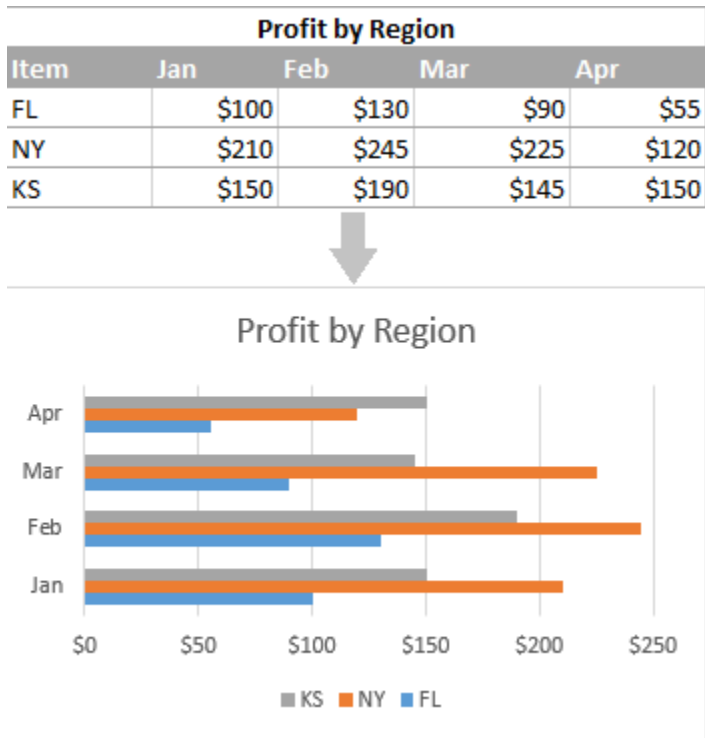 Profit by Region
Item Jan Feb Mar Apr
FL $100 $130 $90 $55
NY $210 $245 $225 $120
KS $150 $190 $145 $150
Profit by Region
Apr
Mar
Feb
Jan
$0 $50 $100 $150 $200 $250
KS NY FL